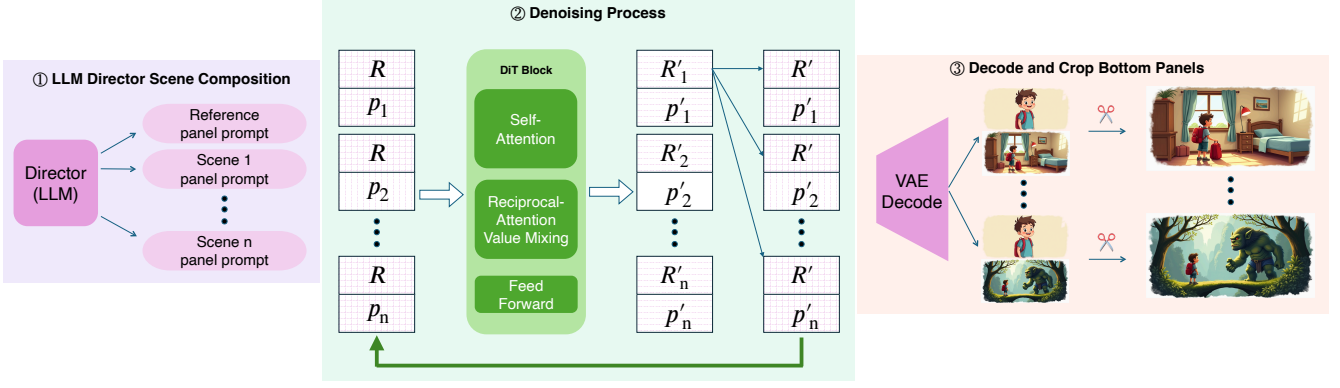 ① LLM Director Scene Composition
Director
(LLM)
Reference
panel prompt
Scene 1
panel prompt
Scene n
panel prompt
② Denoising Process
R
p1
R
p2
R
pn
DiT Block
Self-
Attention
Reciprocal-
Attention
Value Mixing
Feed
Forward
R′1
p′1
R′2
p′2
R′n
p′n
R′
p′1
R′
p′2
R′
p′n
③ Decode and Crop Bottom Panels
VAE
Decode